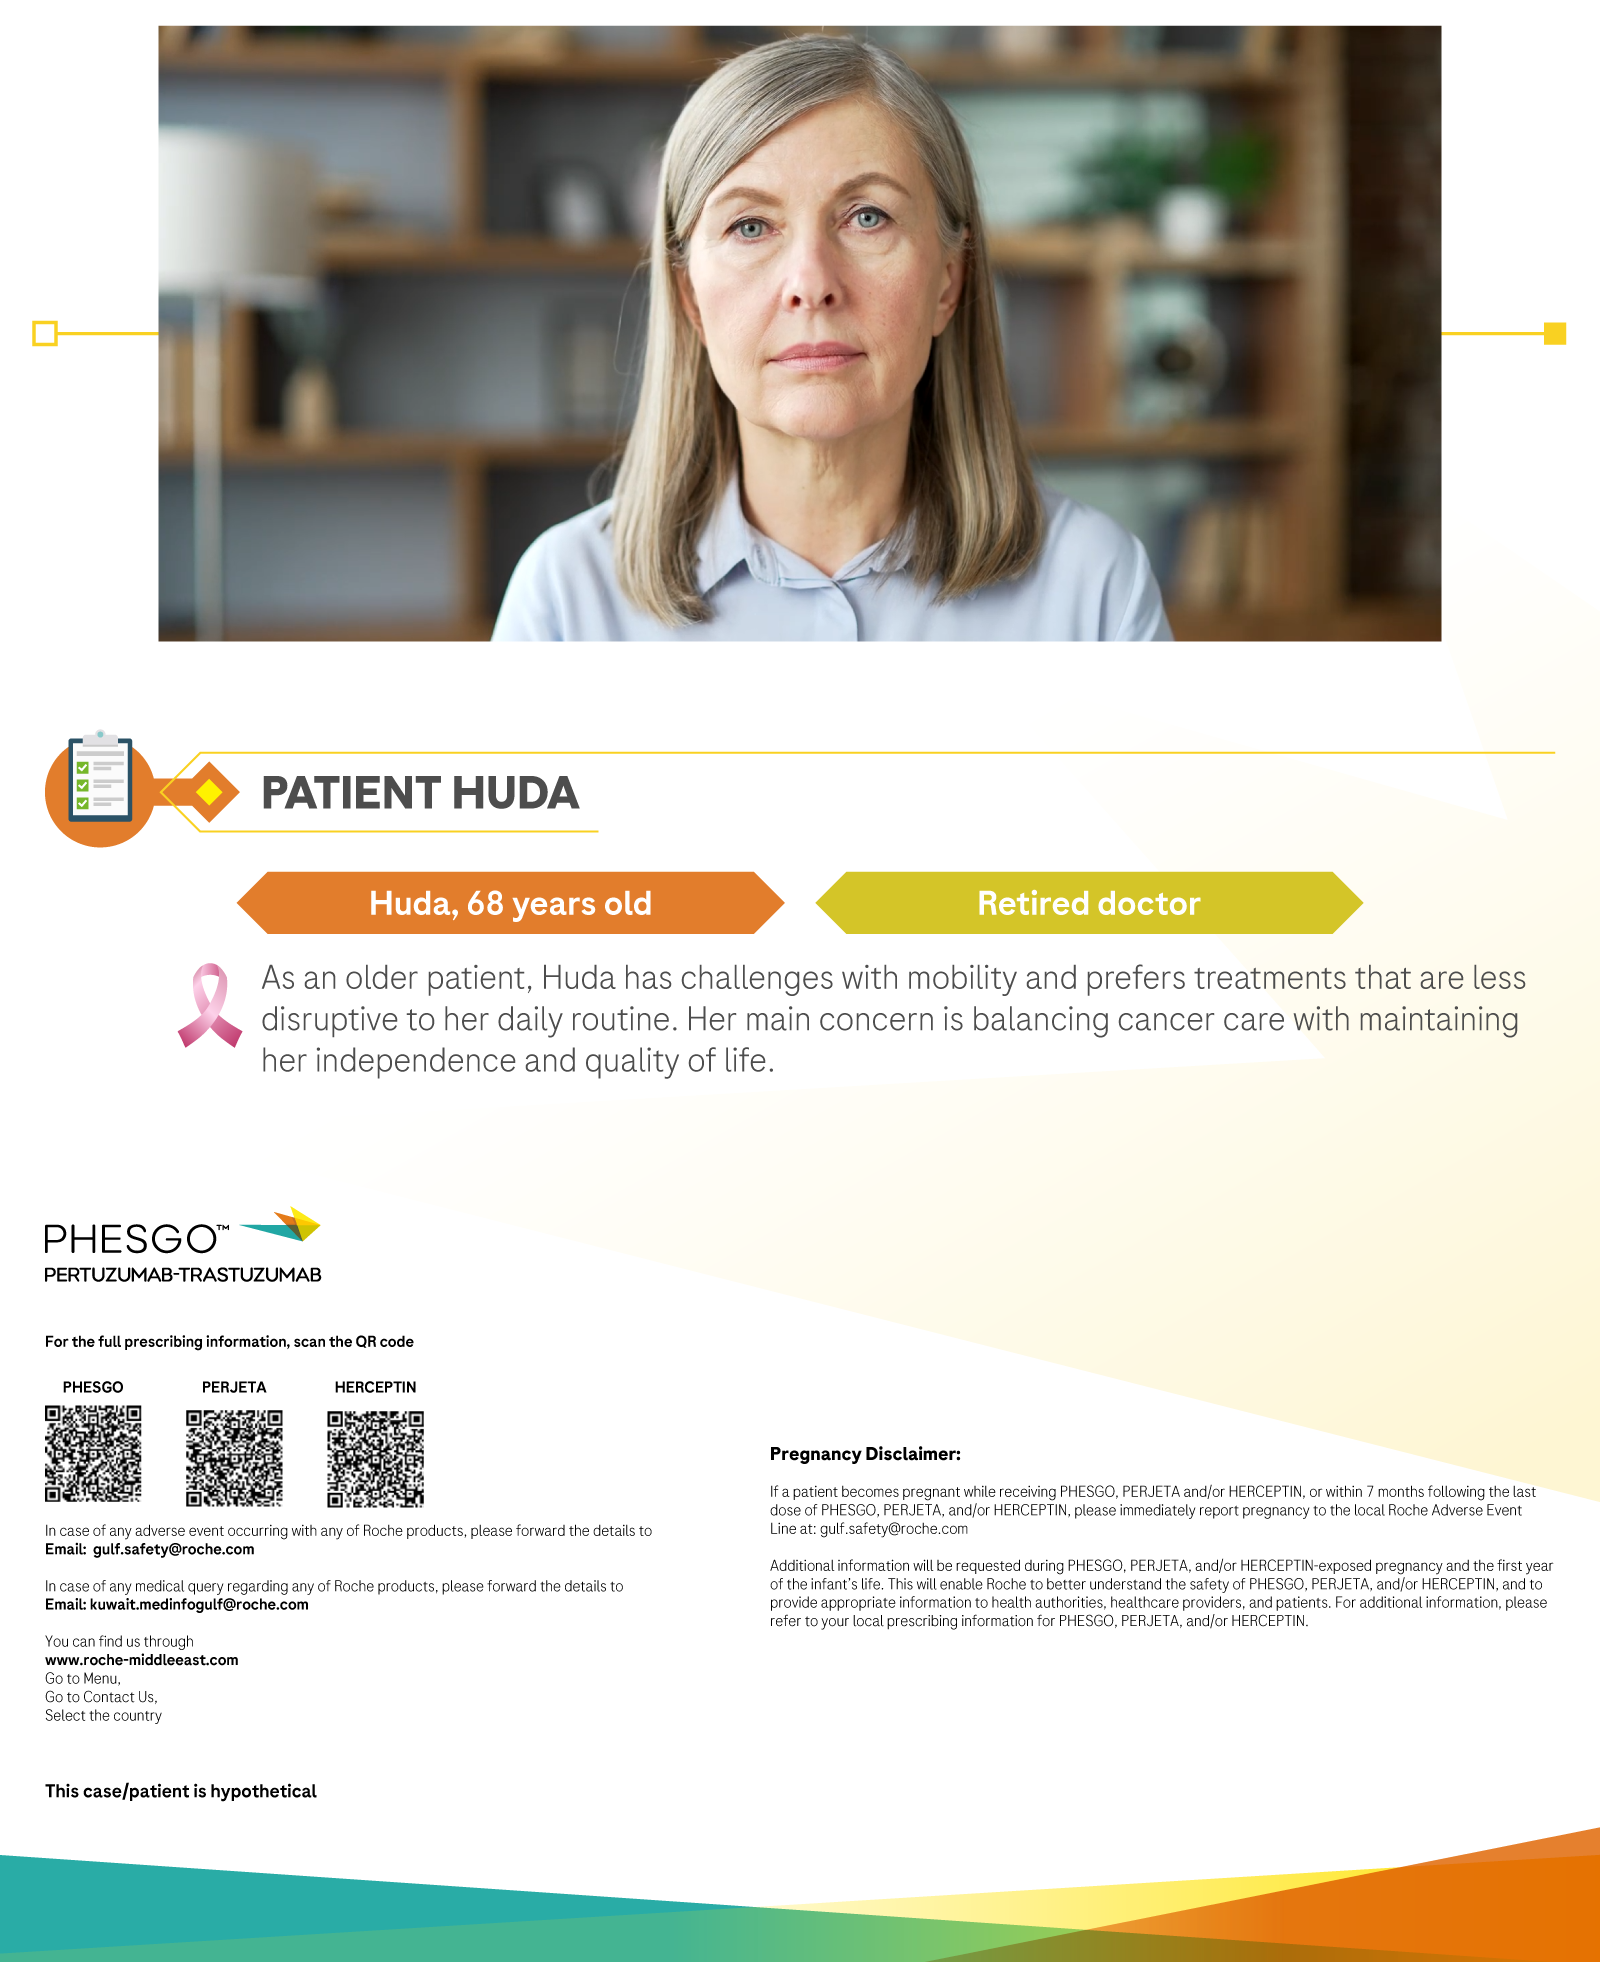 PATIENT HUDA
Huda, 68 years old
Retired doctor
As an older patient, Huda has challenges with mobility and prefers treatments that are less
disruptive to her daily routine. Her main concern is balancing cancer care with maintaining
her independence and quality of life.
PHESGO™
PERTUZUMAB-TRASTUZUMAB
For the full prescribing information, scan the QR code
PHESGO
PERJETA
HERCEPTIN
In case of any adverse event occurring with any of Roche products, please forward the details to
Email: gulf.safety@roche.com
In case of any medical query regarding any of Roche products, please forward the details to
Email: kuwait.medinfogulf@roche.com
You can find us through
www.roche-middleeast.com
Go to Menu,
Go to Contact Us,
Select the country
Pregnancy Disclaimer:
If a patient becomes pregnant while receiving PHESGO, PERJETA and/or HERCEPTIN, or within 7 months following the last
dose of PHESGO, PERJETA, and/or HERCEPTIN, please immediately report pregnancy to the local Roche Adverse Event
Line at: gulf.safety@roche.com
Additional information will be requested during PHESGO, PERJETA, and/or HERCEPTIN-exposed pregnancy and the first year
of the infant's life. This will enable Roche to better understand the safety of PHESGO, PERJETA, and/or HERCEPTIN, and to
provide appropriate information to health authorities, healthcare providers, and patients. For additional information, please
refer to your local prescribing information for PHESGO, PERJETA, and/or HERCEPTIN.
This case/patient is hypothetical